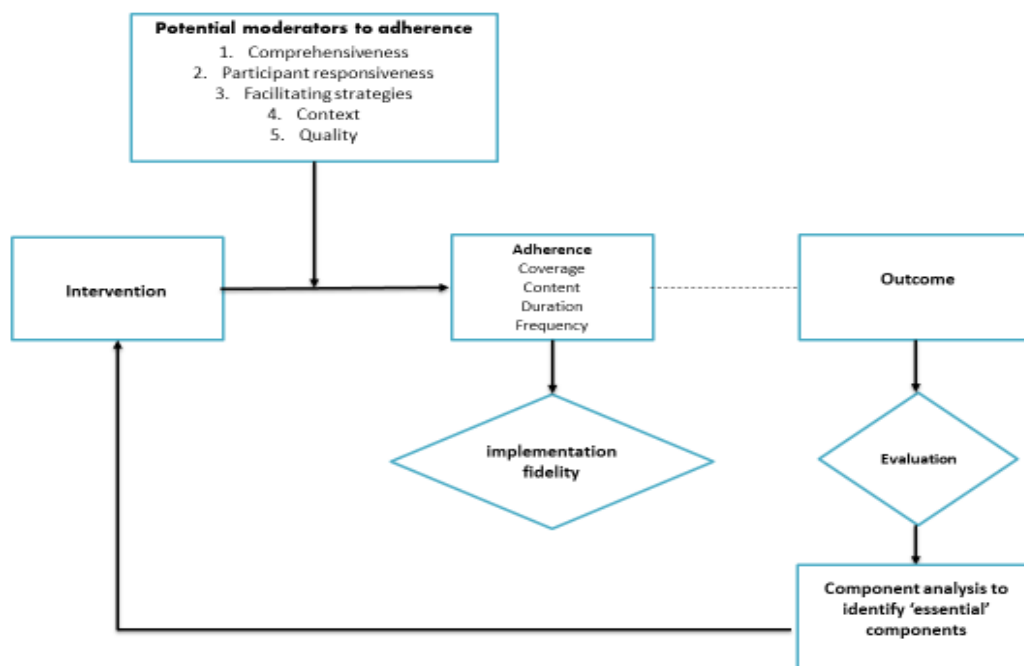 Potential moderators to adherence
1. Comprehensiveness
2. Participant responsiveness
3. Facilitating strategies
4. Context
5. Quality
Intervention
Adherence
Coverage
Content
Duration
Frequency
Outcome
implementation
fidelity
Evaluation
Component analysis to
identify ‘essential’
components